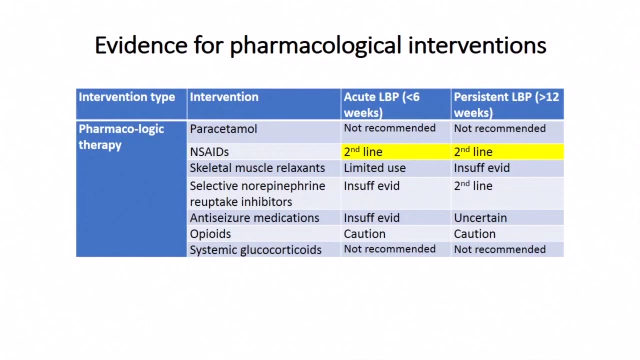 Evidence for pharmacological interventions
Intervention type Intervention Acute LBP (<6 weeks) Persistent LBP (>12 weeks)
Pharmaco-logic therapy
Paracetamol Not recommended Not recommended
NSAIDs 2nd line 2nd line
Skeletal muscle relaxants Limited use Insuff evid
Selective norepinephrine reuptake inhibitors Insuff evid 2nd line
Antiseizure medications Insuff evid Uncertain
Opioids Caution Caution
Systemic glucocorticoids Not recommended Not recommended